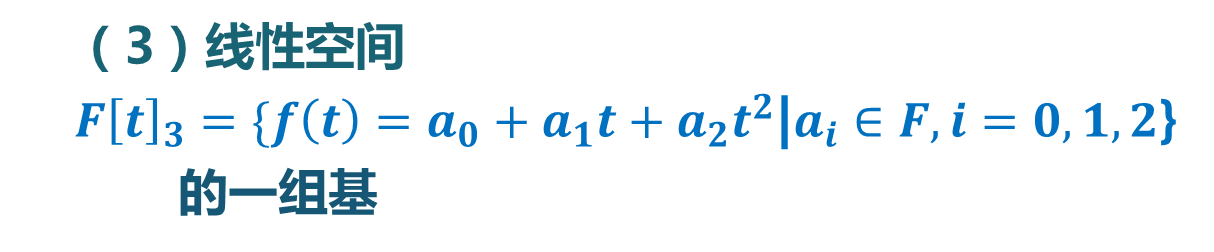 （3）线性空间
F[t]₃ = {f(t) = a₀ + a₁t + a₂t²|aᵢ ∈ F, i = 0, 1, 2}
的一组基